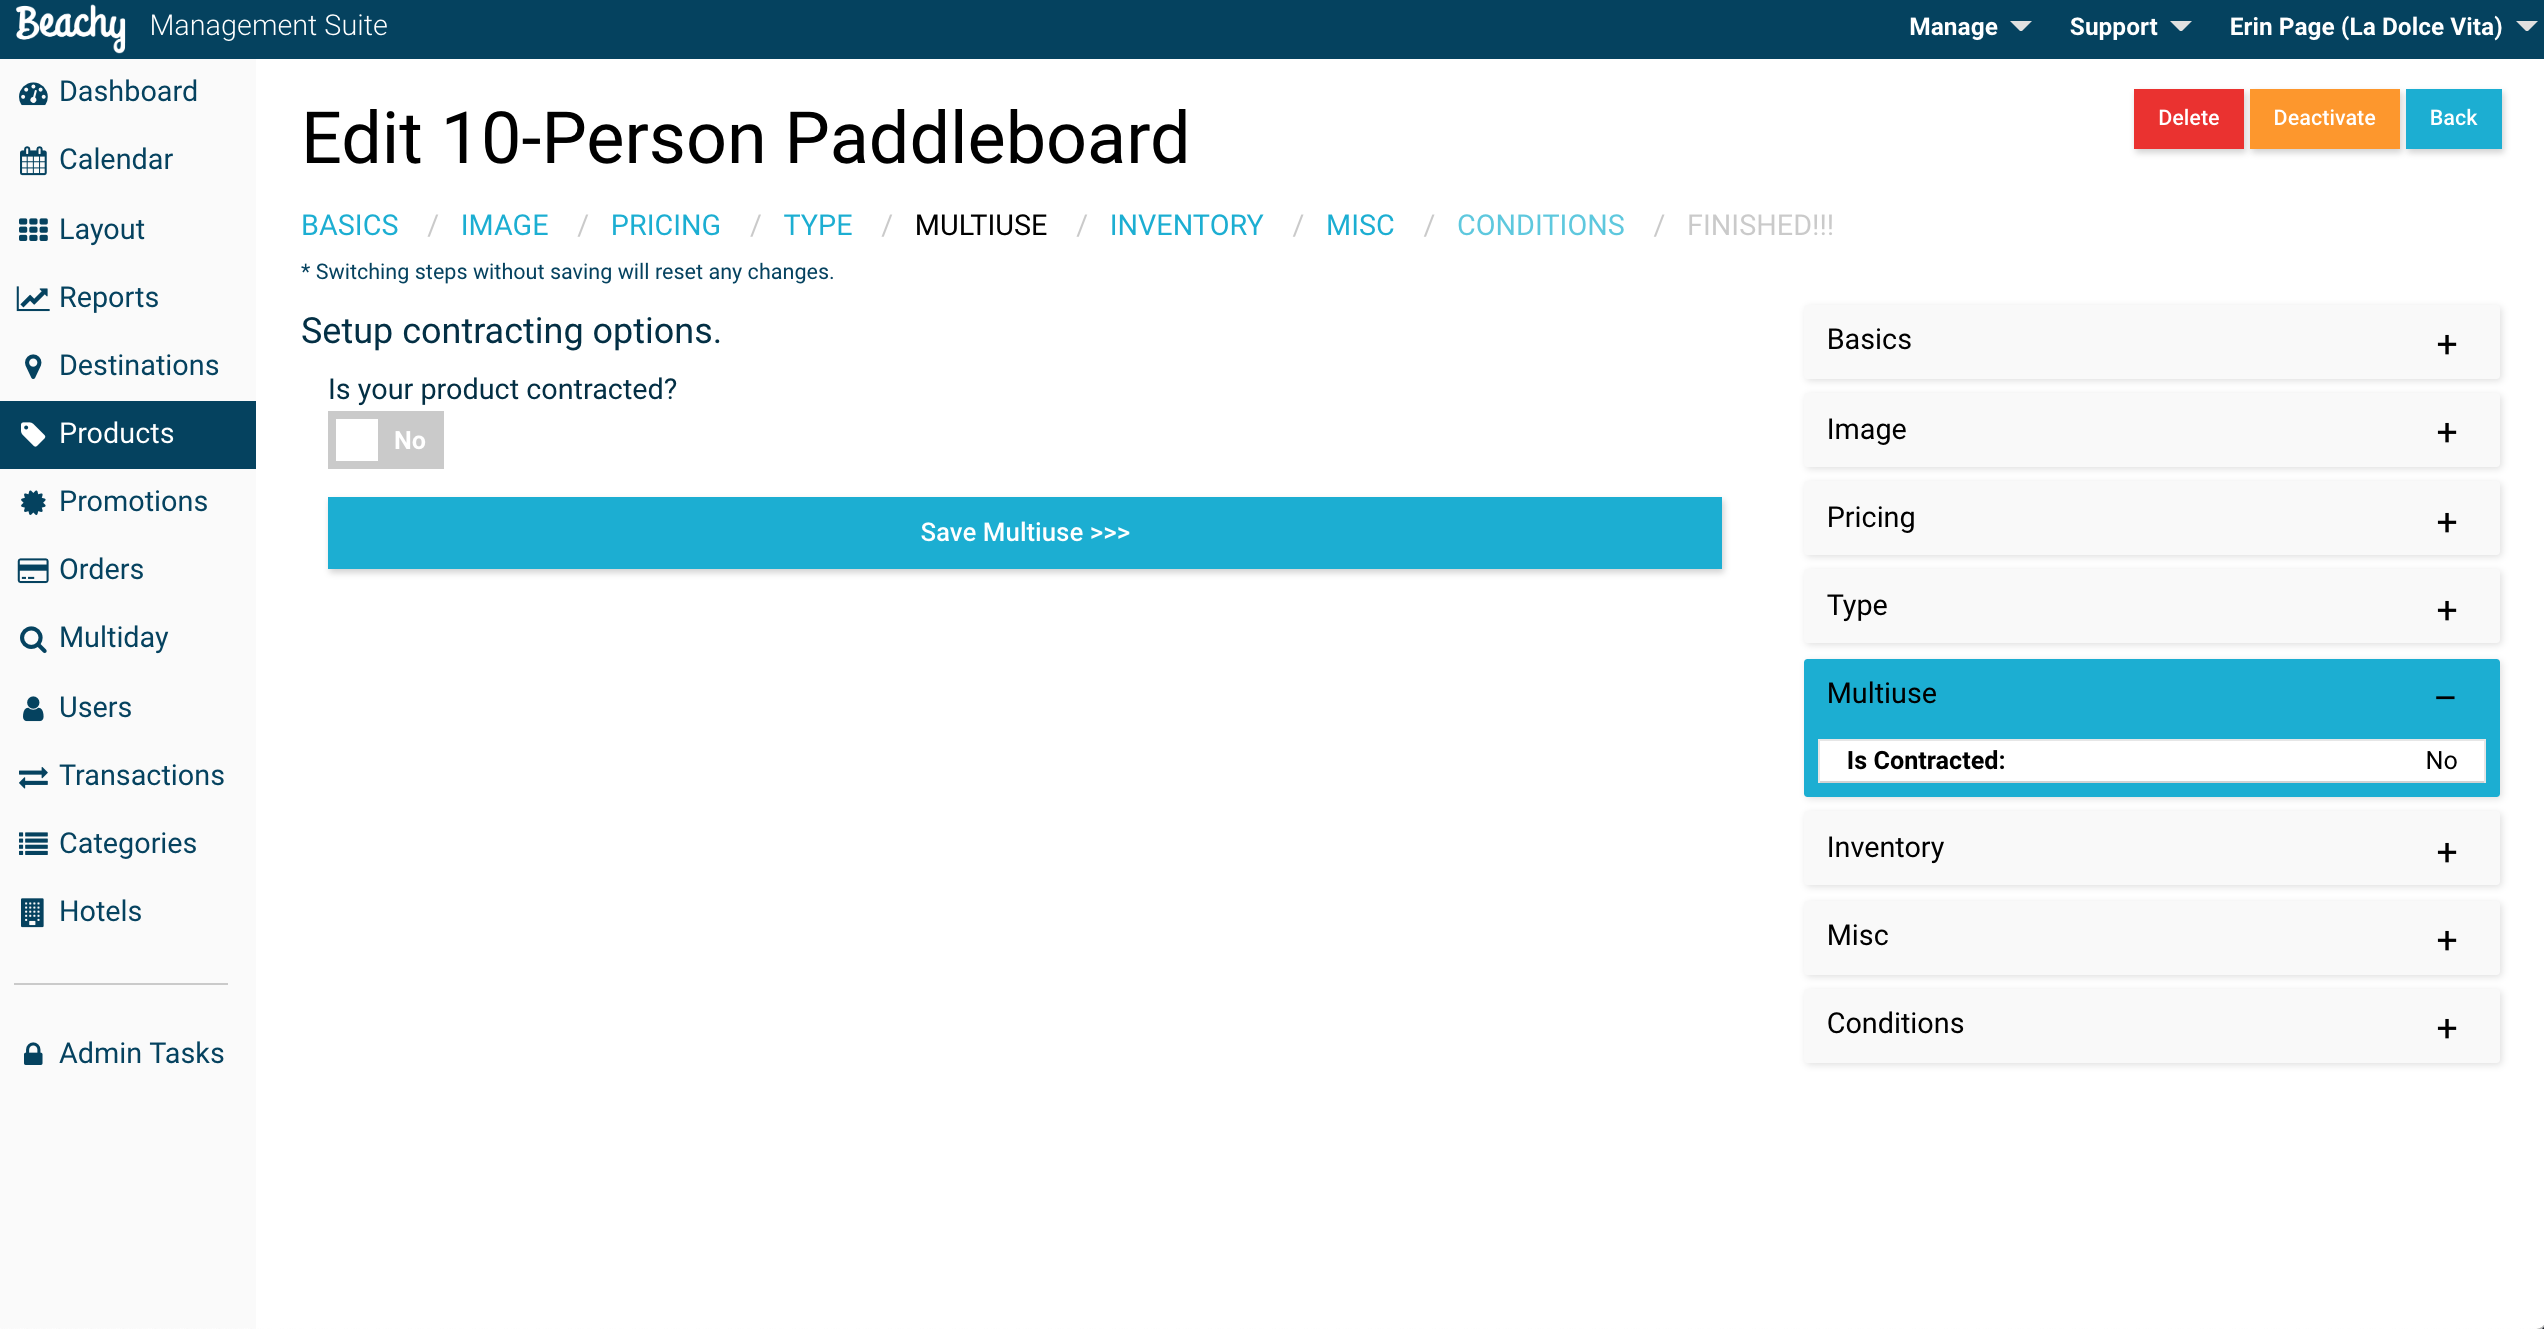 Beachy Management Suite
Manage
Support
Erin Page (La Dolce Vita)
Dashboard
Calendar
Layout
Reports
Destinations
Products
Promotions
Orders
Multiday
Users
Transactions
Categories
Hotels
Admin Tasks
Edit 10-Person Paddleboard
Delete
Deactivate
Back
BASICS / IMAGE / PRICING / TYPE / MULTIUSE / INVENTORY / MISC / CONDITIONS / FINISHED!!!
* Switching steps without saving will reset any changes.
Setup contracting options.
Is your product contracted?
No
Save Multiuse >>>
Basics +
Image +
Pricing +
Type +
Multiuse –
Is Contracted: No
Inventory +
Misc +
Conditions +